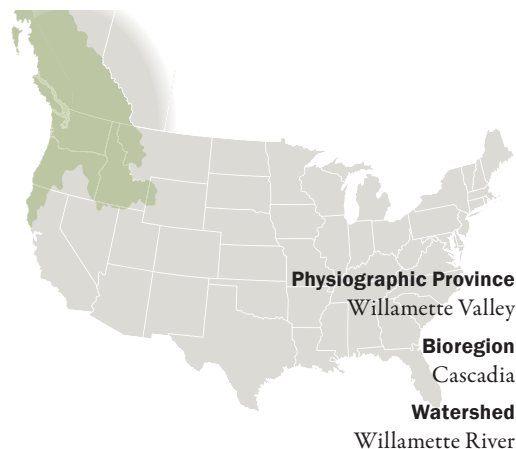 Physiographic Province
Willamette Valley
Bioregion
Cascadia
Watershed
Willamette River